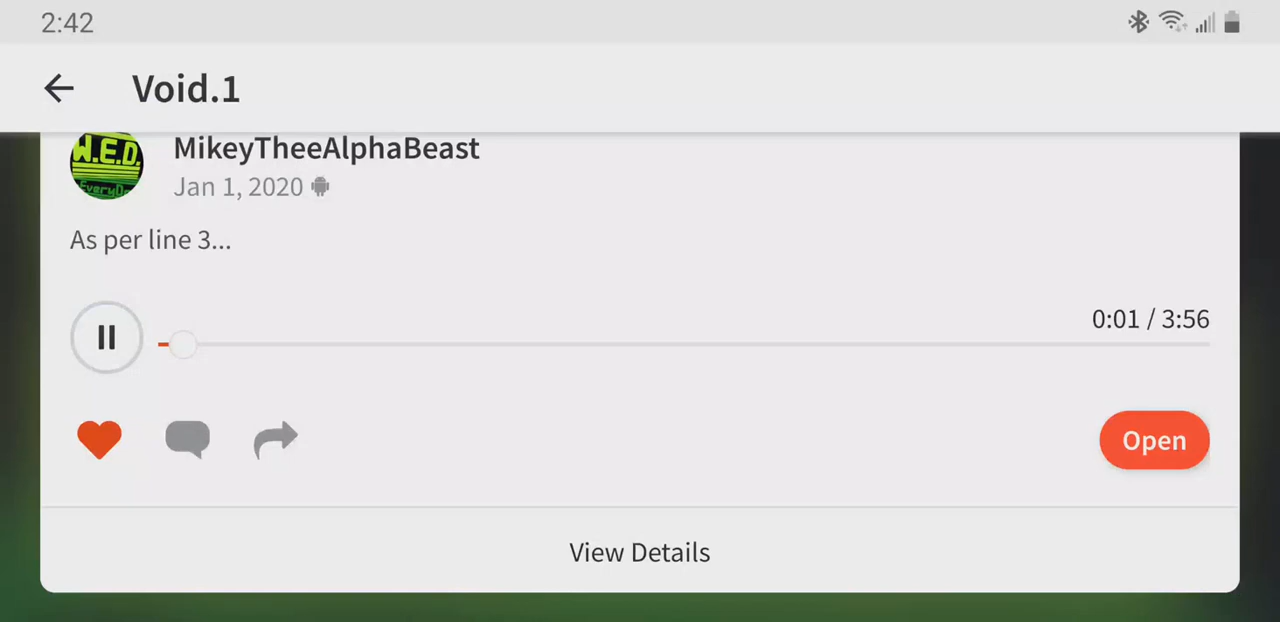 2:42
Void.1
W.E.D.
EveryD
MikeyTheeAlphaBeast
Jan 1, 2020
As per line 3...
0:01 / 3:56
Open
View Details